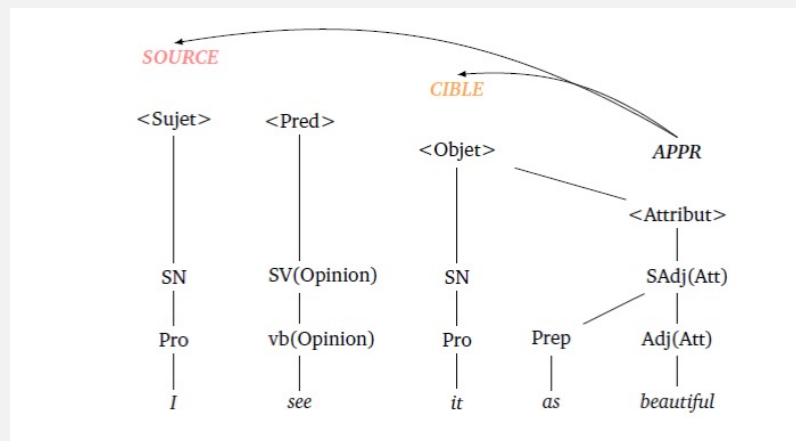 SOURCE
CIBLE
<Sujet> <Pred>
<Objet> APPR
<Attribut>
SN SV(Opinion) SN SAdj(Att)
Pro vb(Opinion) Pro Prep Adj(Att)
I see it as beautiful